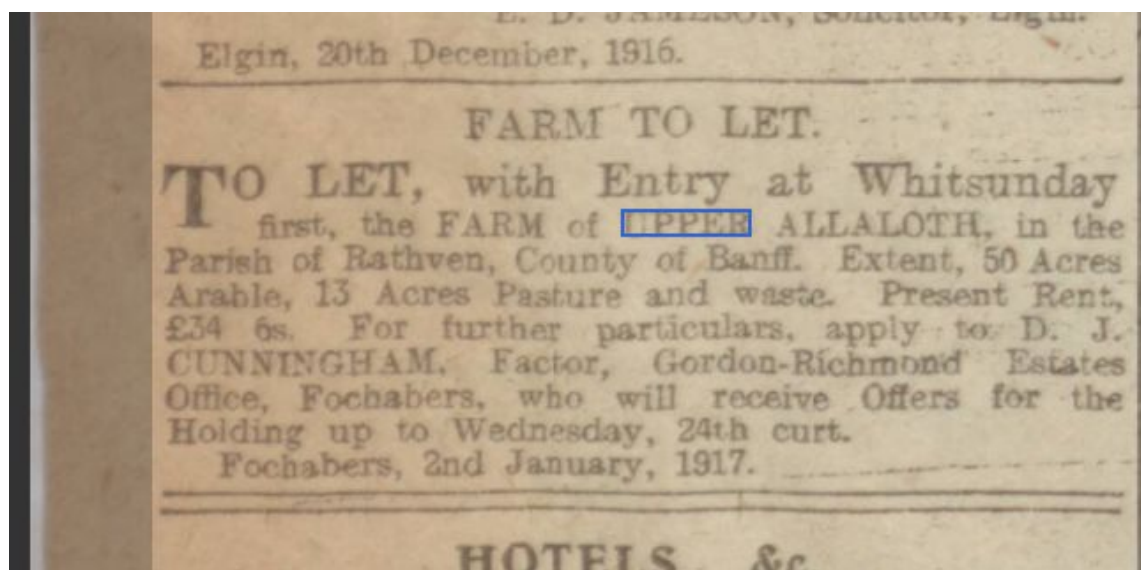 E. D. JAMESON, Solicitor, Elgin.
Elgin, 20th December, 1916.
FARM TO LET.
TO LET, with Entry at Whitsunday
first, the FARM of UPPER ALLALOTH, in the
Parish of Rathven, County of Banff. Extent, 50 Acres
Arable, 13 Acres Pasture and waste. Present Rent,
£34 6s. For further particulars, apply to D. J.
CUNNINGHAM, Factor, Gordon-Richmond Estates
Office, Fochabers, who will receive Offers for the
Holding up to Wednesday, 24th curt.
Fochabers, 2nd January, 1917.
HOTELS, &c